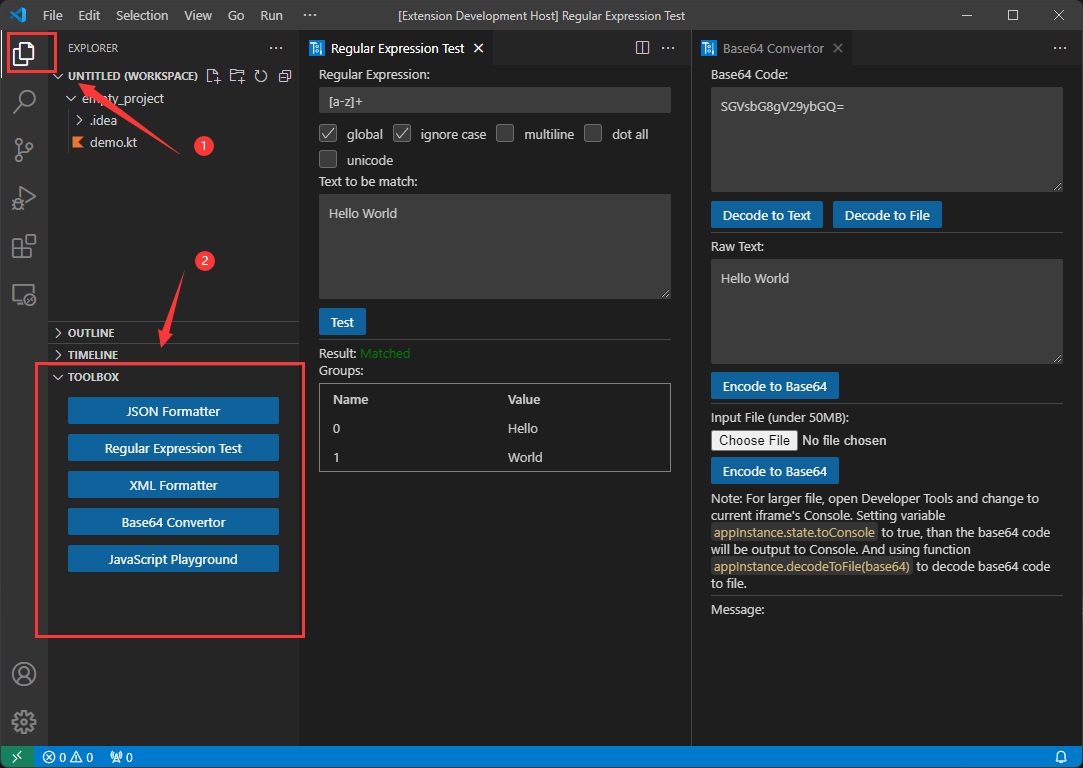 File Edit Selection View Go Run ··· [Extension Development Host] Regular Expression Test
EXPLORER
UNTITLED (WORKSPACE)
empty_project
.idea
demo.kt
1
2
OUTLINE
TIMELINE
TOOLBOX
JSON Formatter
Regular Expression Test
XML Formatter
Base64 Convertor
JavaScript Playground
Regular Expression Test
Regular Expression:
[a-z]+
global ignore case multiline dot all
unicode
Text to be match:
Hello World
Test
Result: Matched
Groups:
Name Value
0 Hello
1 World
Base64 Convertor
Base64 Code:
SGVsbG8gV29ybGQ=
Decode to Text Decode to File
Raw Text:
Hello World
Encode to Base64
Input File (under 50MB):
Choose File No file chosen
Encode to Base64
Note: For larger file, open Developer Tools and change to
current iframe's Console. Setting variable
appInstance.state.toConsole to true, than the base64 code
will be output to Console. And using function
appInstance.decodeToFile(base64) to decode base64 code
to file.
Message:
0 0 0